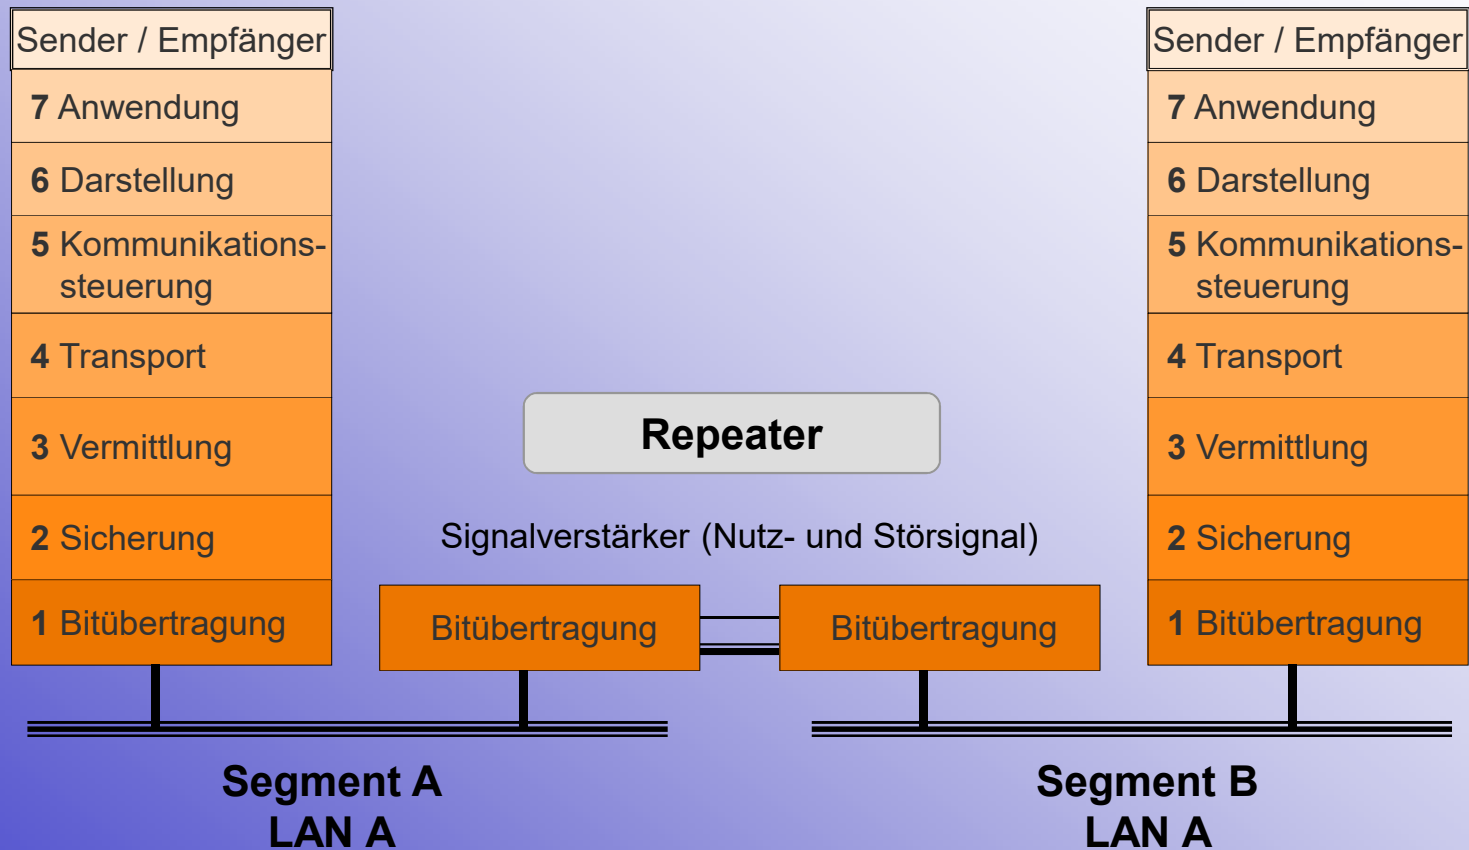 Sender / Empfänger
7 Anwendung
6 Darstellung
5 Kommunikations-
steuerung
4 Transport
3 Vermittlung
2 Sicherung
1 Bitübertragung
Repeater
Signalverstärker (Nutz- und Störsignal)
Bitübertragung
Bitübertragung
Sender / Empfänger
7 Anwendung
6 Darstellung
5 Kommunikations-
steuerung
4 Transport
3 Vermittlung
2 Sicherung
1 Bitübertragung
Segment A
LAN A
Segment B
LAN A